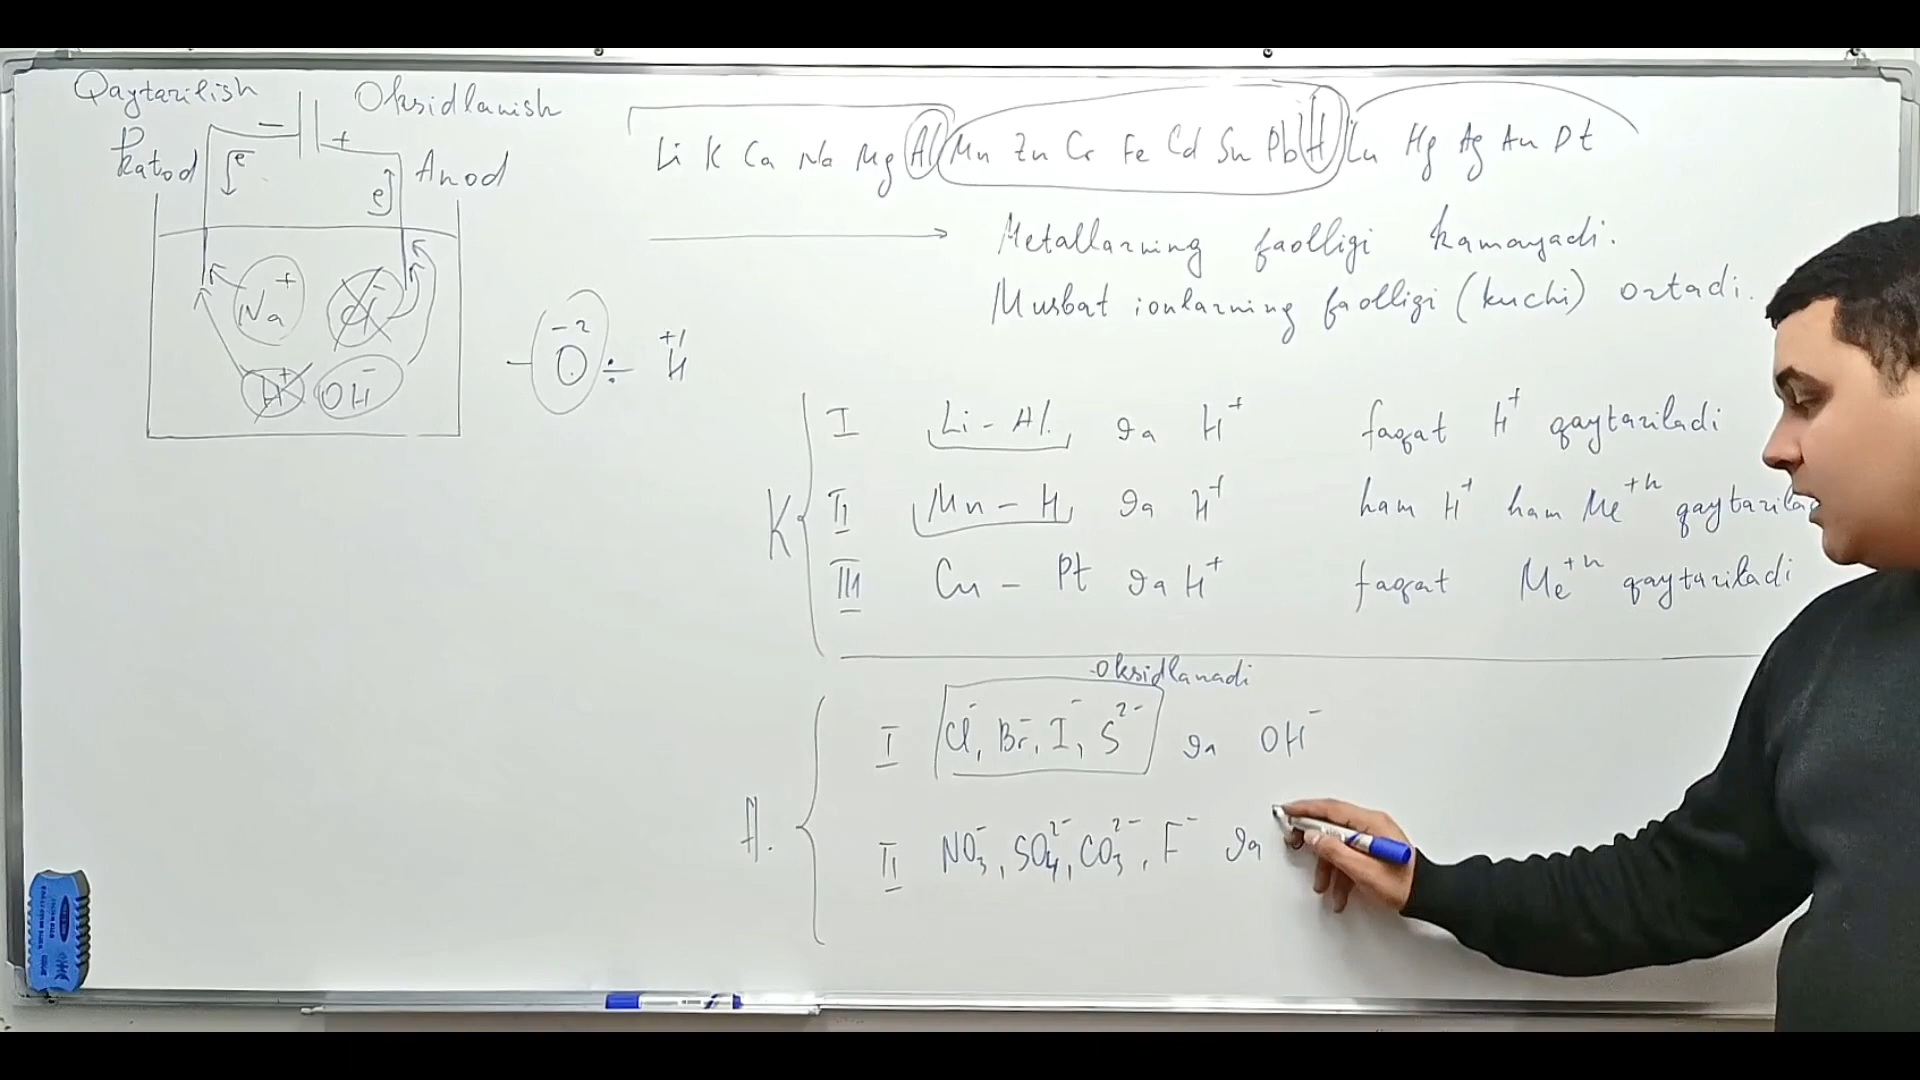 Qaytarilish Oksidlanish
Katod - + Anod
e e
Na⁺ Cl⁻
H⁺ OH⁻
-2 +1
O ÷ H
Li K Ca Na Mg Al Mn Zn Cr Fe Cd Sn Pb H Cu Hg Ag Au Pt
Metallarning faolligi kamayadi.
Musbat ionlarning faolligi (kuchi) ortadi.
K
I Li - Al. va H⁺ faqat H⁺ qaytariladi
II Mn - H va H⁺ ham H⁺ ham Me⁺ⁿ
III Cu - Pt va H⁺ faqat Me⁺ⁿ qaytariladi
oksidlanadi
A.
I Cl⁻, Br⁻, I⁻, S²⁻ va OH⁻
II NO₃⁻, SO₄²⁻, CO₃²⁻, F⁻ va